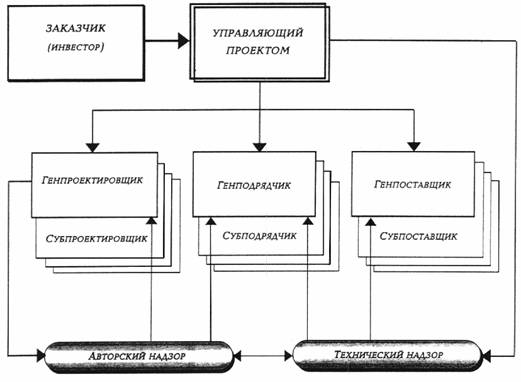 ЗАКАЗЧИК
(ИНВЕСТОР)
УПРАВЛЯЮЩИЙ
ПРОЕКТОМ
ГЕНПРОЕКТИРОВЩИК
ГЕНПОДРЯДЧИК
ГЕНПОСТАВЩИК
СУБПРОЕКТИРОВЩИК
СУБПОДРЯДЧИК
СУБПОСТАВЩИК
АВТОРСКИЙ НАДЗОР
ТЕХНИЧЕСКИЙ НАДЗОР